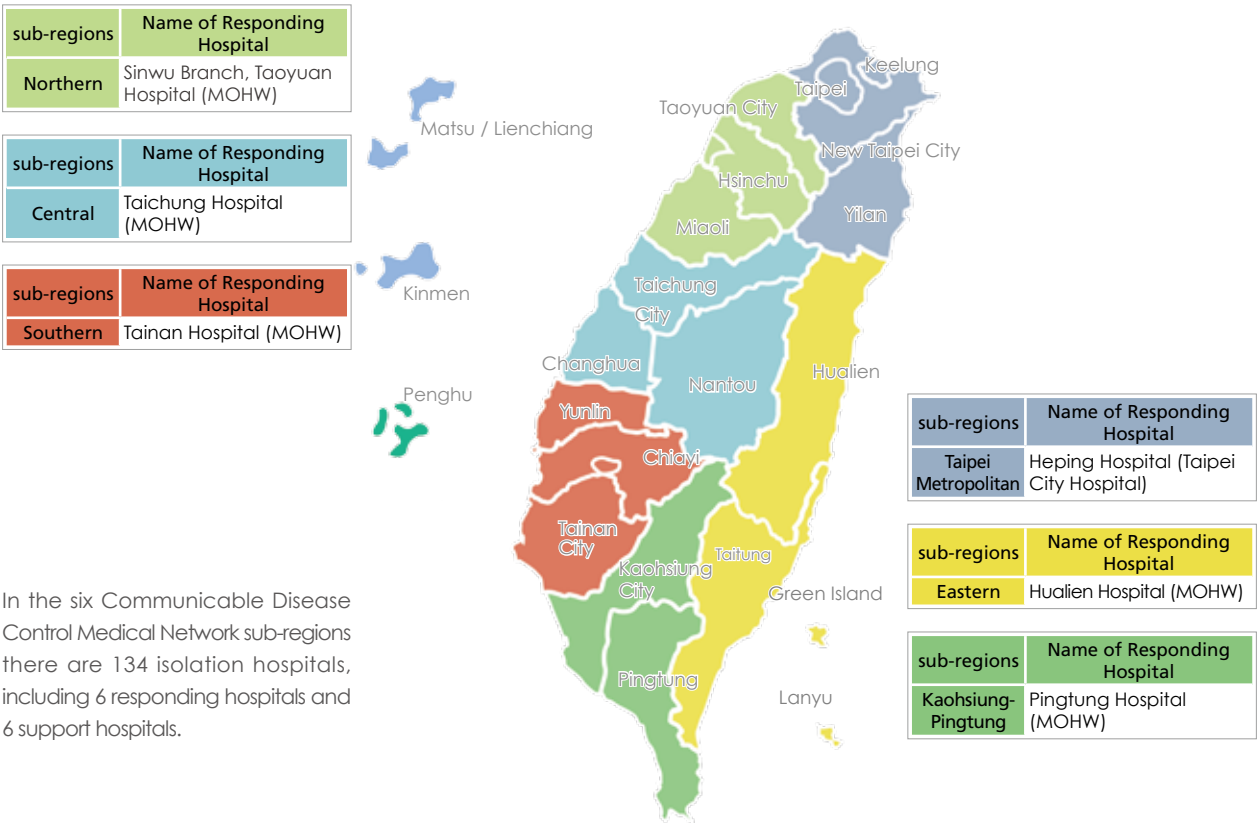 sub-regions
Name of Responding
Hospital
Northern
Sinwu Branch, Taoyuan
Hospital (MOHW)
sub-regions
Name of Responding
Hospital
Central
Taichung Hospital
(MOHW)
sub-regions
Name of Responding
Hospital
Southern
Tainan Hospital (MOHW)
In the six Communicable Disease
Control Medical Network sub-regions
there are 134 isolation hospitals,
including 6 responding hospitals and
6 support hospitals.
Matsu / Lienchiang
Kinmen
Penghu
Keelung
Taipei
Taoyuan City
New Taipei City
Hsinchu
Yilan
Miaoli
Taichung
City
Changhua
Nantou
Hualien
Yunlin
Chiayi
Tainan
City
Taitung
Kaohsiung
City
Green Island
Pingtung
Lanyu
sub-regions
Name of Responding
Hospital
Taipei
Metropolitan
Heping Hospital (Taipei
City Hospital)
sub-regions
Name of Responding
Hospital
Eastern
Hualien Hospital (MOHW)
sub-regions
Name of Responding
Hospital
Kaohsiung-
Pingtung
Pingtung Hospital
(MOHW)